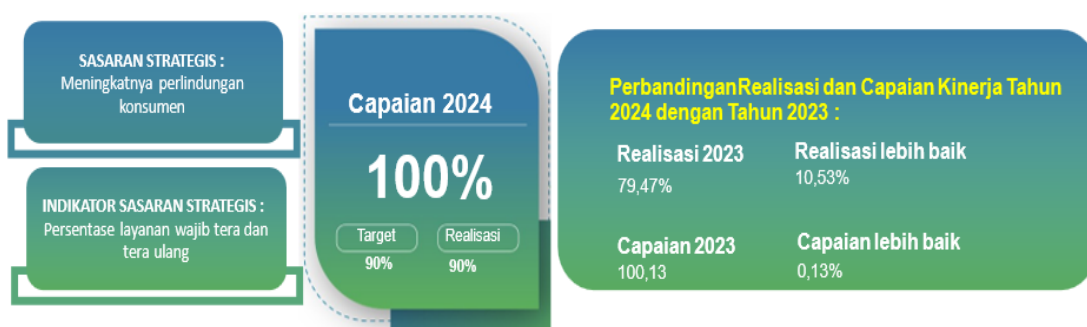 SASARAN STRATEGIS :
Meningkatnya perlindungan
konsumen
INDIKATOR SASARAN STRATEGIS :
Persentase layanan wajib tera dan
tera ulang
Capaian 2024
100%
Target
Realisasi
90%
90%
PerbandinganRealisasi dan Capaian Kinerja Tahun
2024 dengan Tahun 2023 :
Realisasi 2023
79,47%
Realisasi lebih baik
10,53%
Capaian 2023
100,13
Capaian lebih baik
0,13%